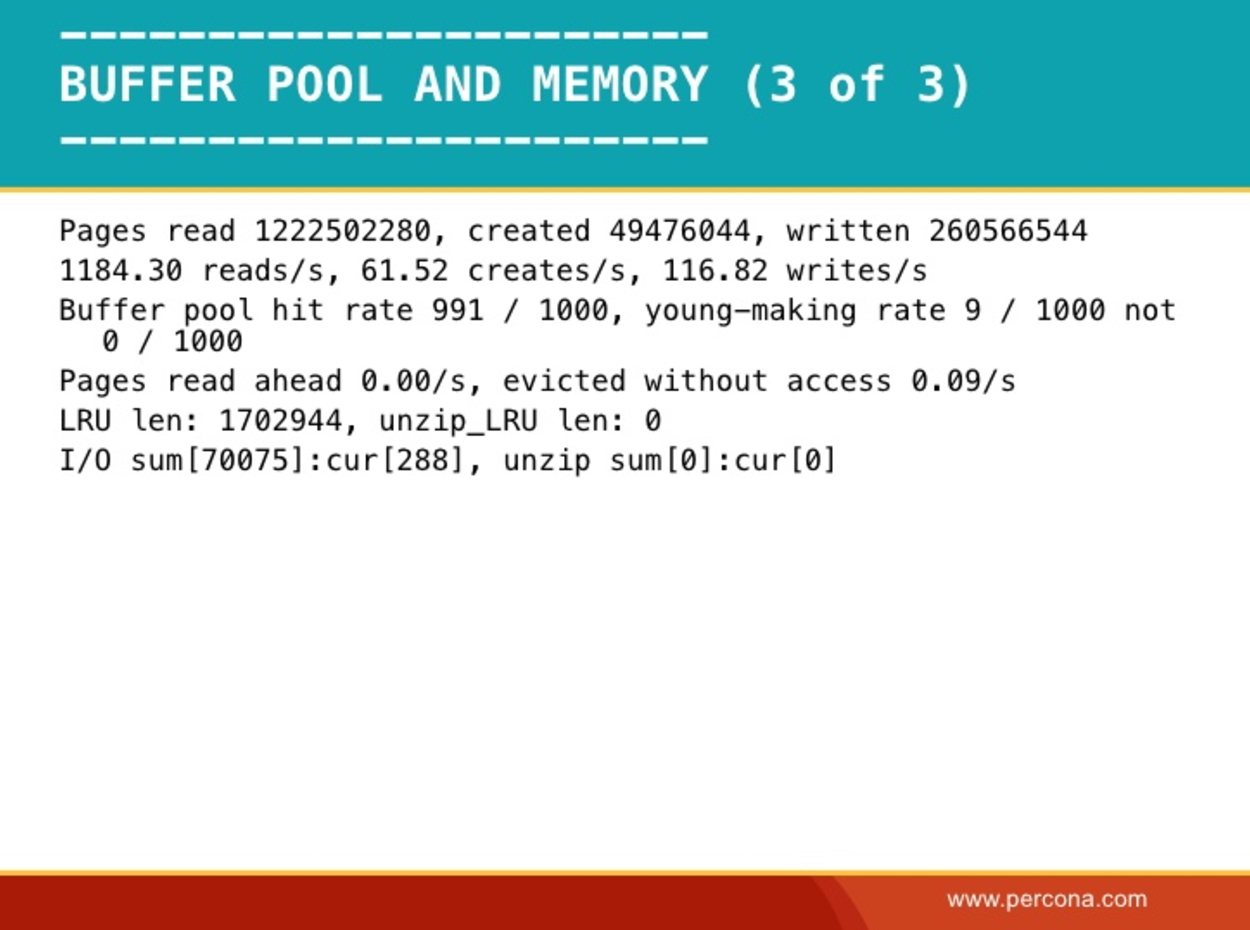 ----------------------
BUFFER POOL AND MEMORY (3 of 3)
----------------------
Pages read 1222502280, created 49476044, written 260566544
1184.30 reads/s, 61.52 creates/s, 116.82 writes/s
Buffer pool hit rate 991 / 1000, young-making rate 9 / 1000 not
0 / 1000
Pages read ahead 0.00/s, evicted without access 0.09/s
LRU len: 1702944, unzip_LRU len: 0
I/O sum[70075]:cur[288], unzip sum[0]:cur[0]
www.percona.com